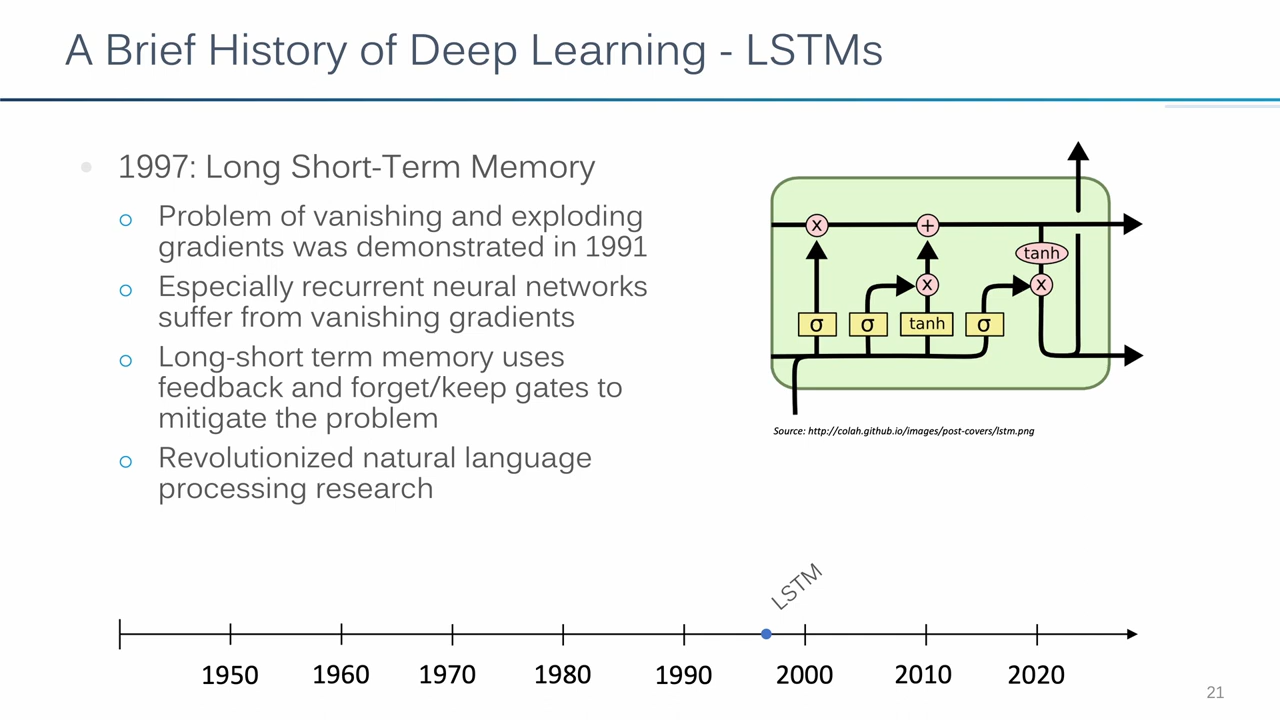 A Brief History of Deep Learning - LSTMs
1997: Long Short-Term Memory
Problem of vanishing and exploding
gradients was demonstrated in 1991
Especially recurrent neural networks
suffer from vanishing gradients
Long-short term memory uses
feedback and forget/keep gates to
mitigate the problem
Revolutionized natural language
processing research
x
+
tanh
x
x
σ
σ
tanh
σ
Source: http://colah.github.io/images/post-covers/lstm.png
LSTM
1950 1960 1970 1980 1990 2000 2010 2020
21